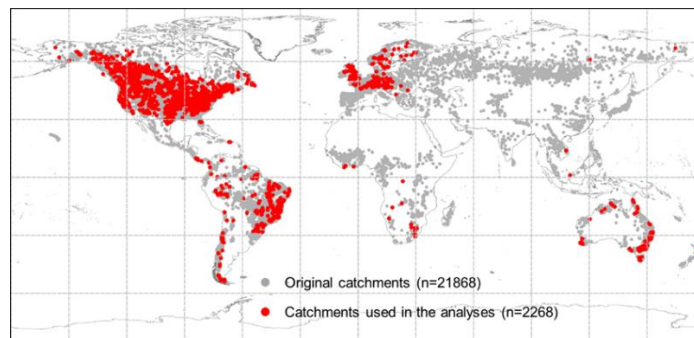 Original catchments (n=21868)
Catchments used in the analyses (n=2268)